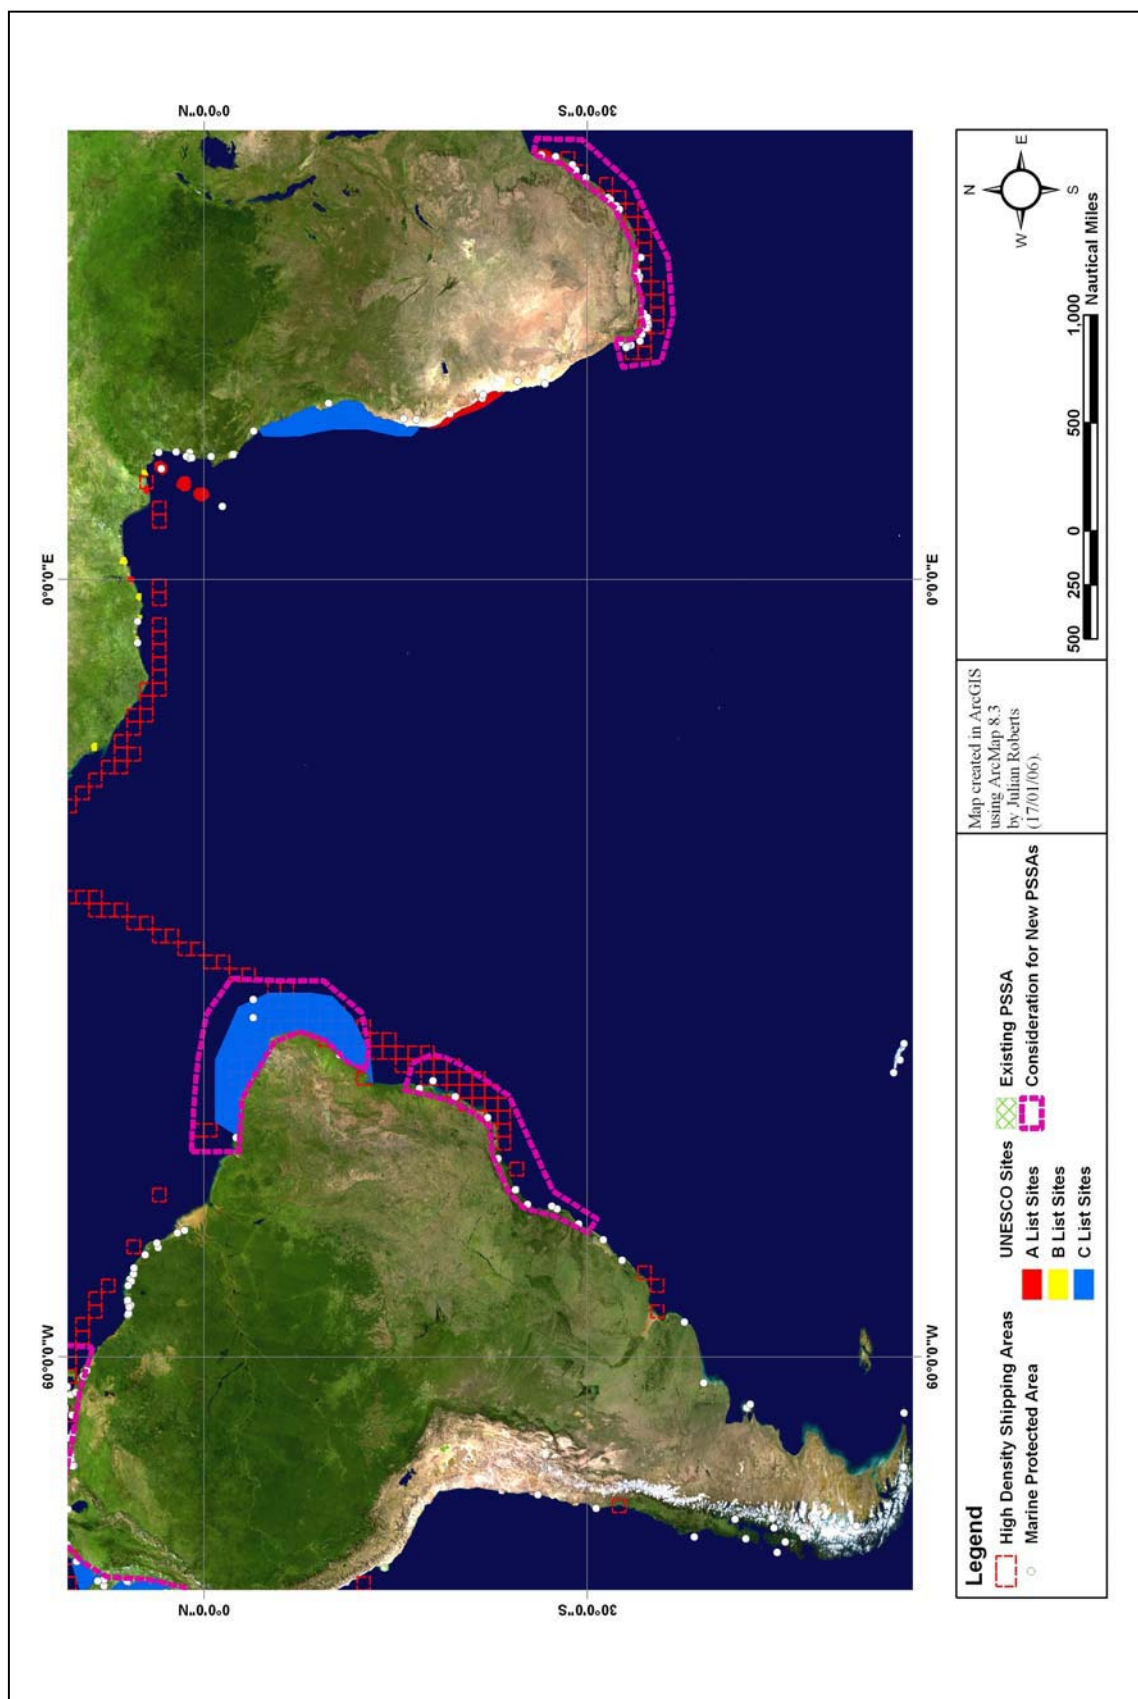 60°0'0"W
0°0'0"E
0°0'0"N
0°0'0"N
30°0'0"S
30°0'0"S
60°0'0"W
0°0'0"E
Legend
High Density Shipping Areas
Marine Protected Area
UNESCO Sites
A List Sites
B List Sites
C List Sites
Existing PSSA
Consideration for New PSSAs
Map created in ArcGIS
using ArcMap 8.3
by Julian Roberts
(17/01/06).
N
W
E
S
500 250 0 500 1,000
Nautical Miles